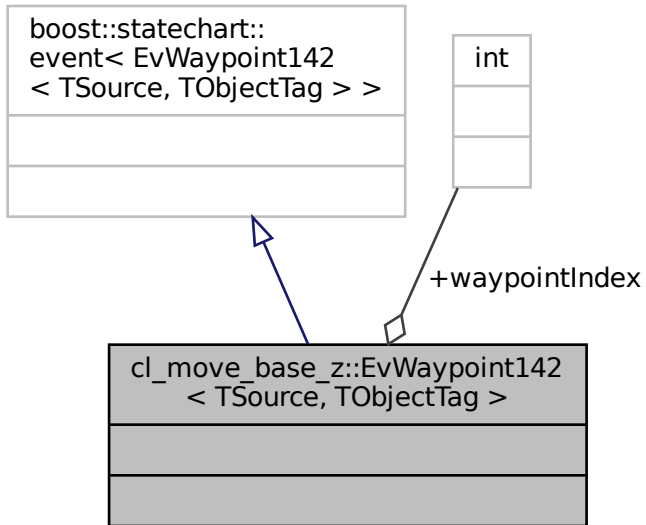 boost::statechart::
event< EvWaypoint142
< TSource, TObjectTag > >
int
+waypointIndex
cl_move_base_z::EvWaypoint142
< TSource, TObjectTag >